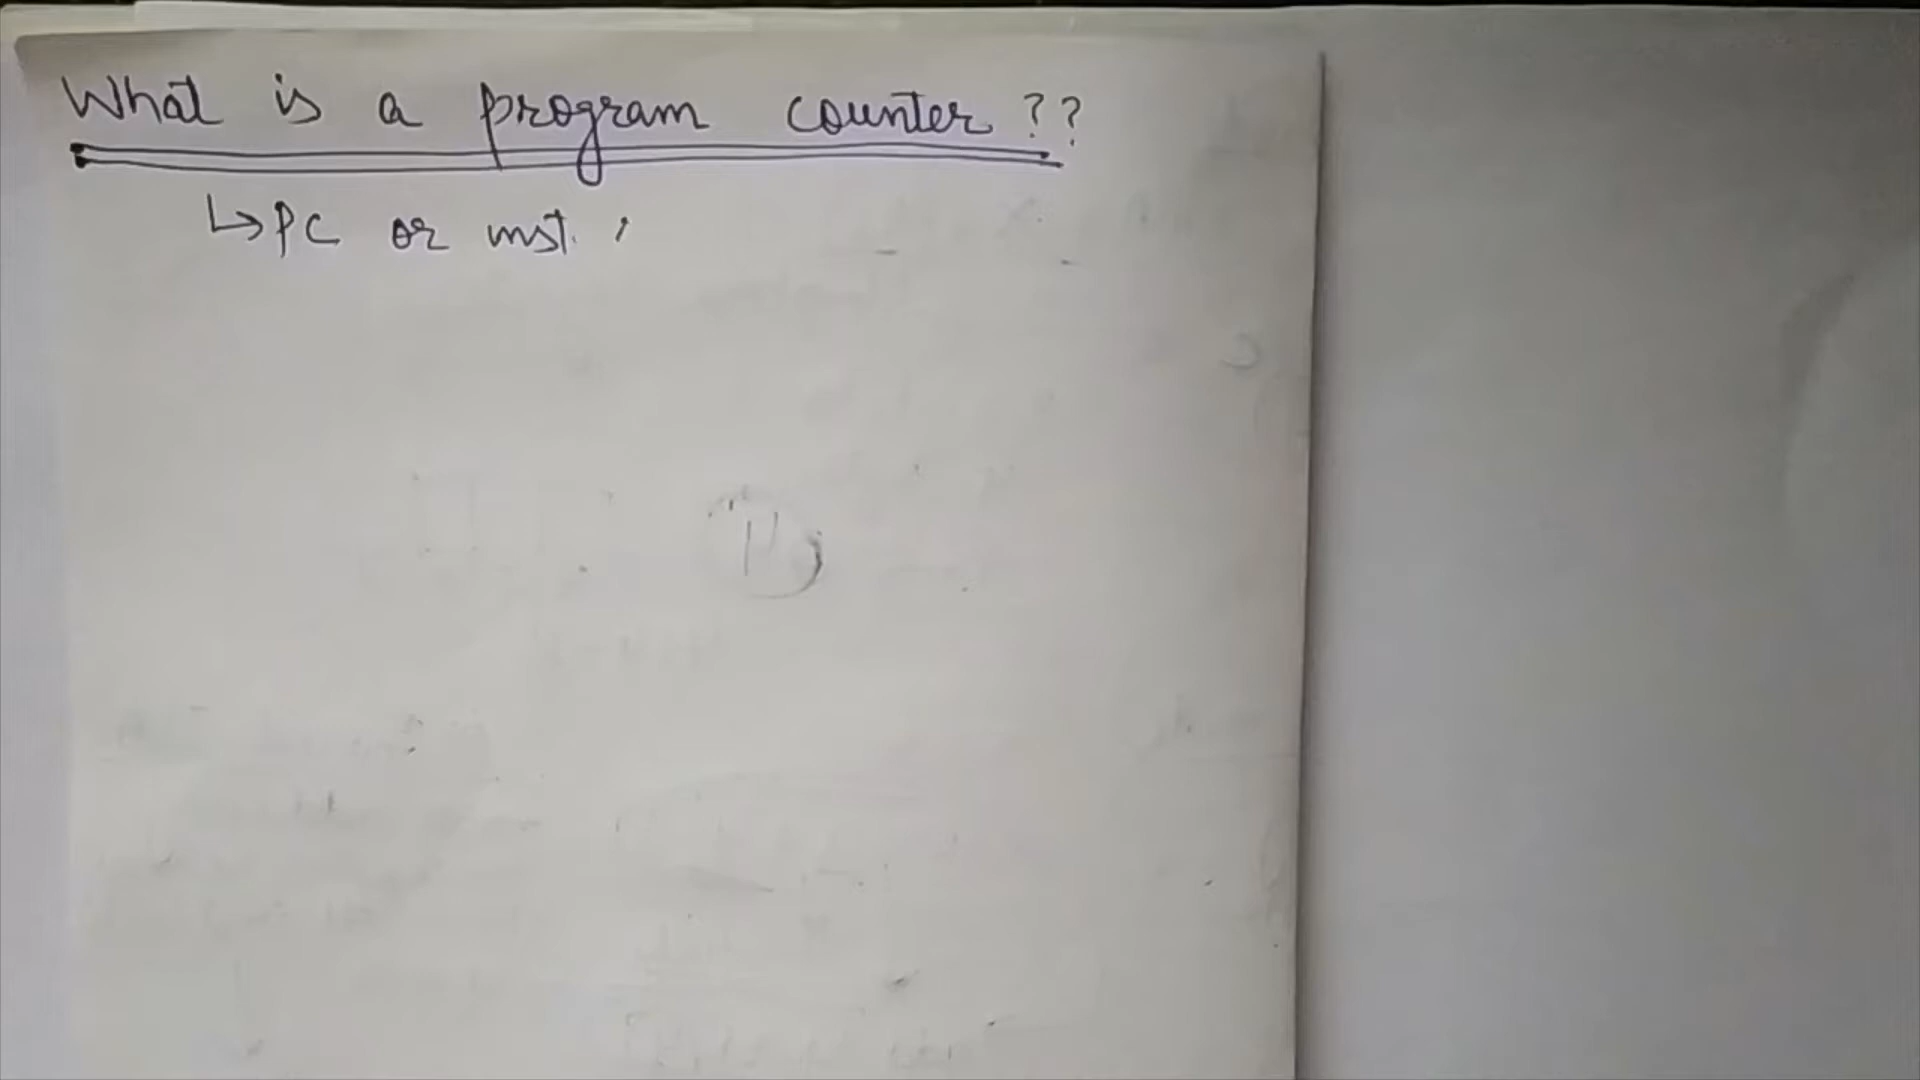 What is a program counter ??
↳ PC or inst.